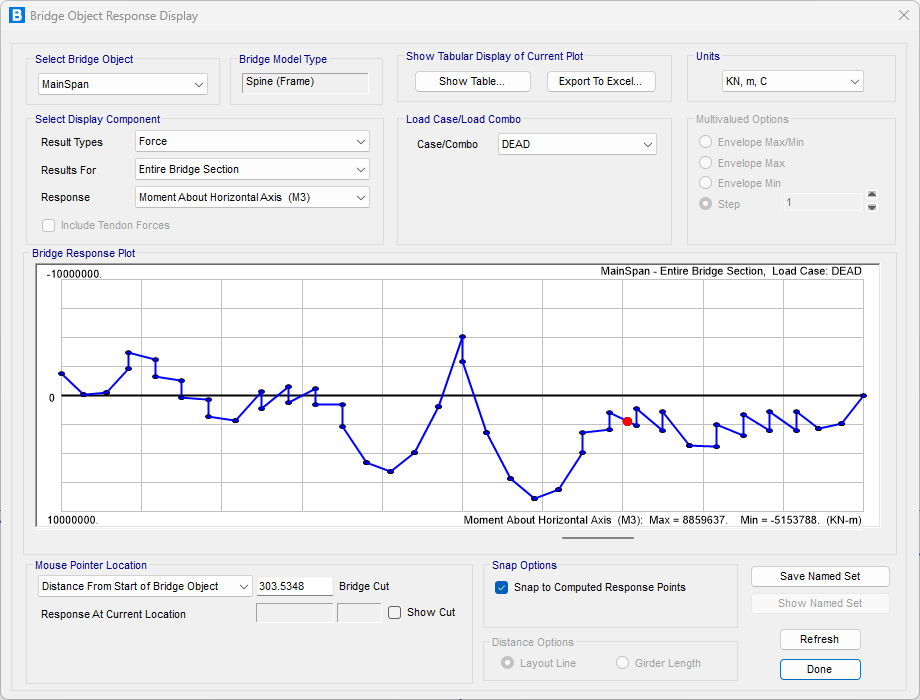 B Bridge Object Response Display
Select Bridge Object
MainSpan
Bridge Model Type
Spine (Frame)
Show Tabular Display of Current Plot
Show Table...
Export To Excel...
Units
KN, m, C
Select Display Component
Result Types
Force
Results For
Entire Bridge Section
Response
Moment About Horizontal Axis (M3)
Include Tendon Forces
Load Case/Load Combo
Case/Combo
DEAD
Multivalued Options
Envelope Max/Min
Envelope Max
Envelope Min
Step
1
Bridge Response Plot
-10000000.
MainSpan - Entire Bridge Section, Load Case: DEAD
0
10000000.
Moment About Horizontal Axis (M3): Max = 8859637. Min = -5153788. (KN-m)
Mouse Pointer Location
Distance From Start of Bridge Object
303.5348
Bridge Cut
Response At Current Location
Show Cut
Snap Options
Snap to Computed Response Points
Distance Options
Layout Line
Girder Length
Save Named Set
Show Named Set
Refresh
Done